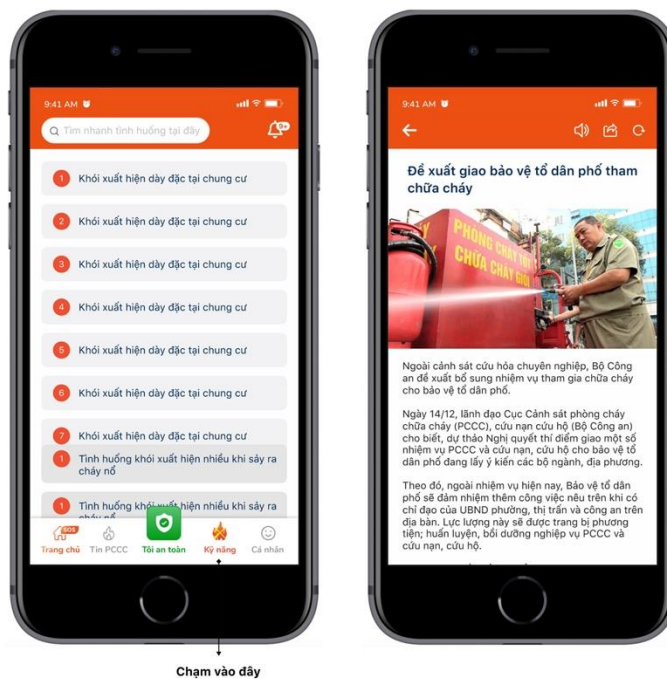 9:41 AM
Tìm nhanh tình huống tại đây
9+
1 Khói xuất hiện dày đặc tại chung cư
2 Khói xuất hiện dày đặc tại chung cư
3 Khói xuất hiện dày đặc tại chung cư
4 Khói xuất hiện dày đặc tại chung cư
5 Khói xuất hiện dày đặc tại chung cư
6 Khói xuất hiện dày đặc tại chung cư
7 Khói xuất hiện dày đặc tại chung cư
1 Tình huống khói xuất hiện nhiều khi sảy ra
cháy nổ
1 Tình huống khói xuất hiện nhiều khi sảy ra
cháy nổ
SOS
Trang chủ Tin PCCC Tôi an toàn Kỹ năng Cá nhân
Chạm vào đây
9:41 AM
Đề xuất giao bảo vệ tổ dân phố tham
chữa cháy
PHÒNG CHÁY TỐT
CHỮA CHÁY GIỎI
Ngoài cảnh sát cứu hỏa chuyên nghiệp, Bộ Công
an đề xuất bổ sung nhiệm vụ tham gia chữa cháy
cho bảo vệ tổ dân phố.
Ngày 14/12, lãnh đạo Cục Cảnh sát phòng cháy
chữa cháy (PCCC), cứu nạn cứu hộ (Bộ Công an)
cho biết, dự thảo Nghị quyết thí điểm giao một số
nhiệm vụ PCCC và cứu nạn, cứu hộ cho bảo vệ tổ
dân phố đang lấy ý kiến các bộ ngành, địa phương.
Theo đó, ngoài nhiệm vụ hiện nay, Bảo vệ tổ dân
phố sẽ đảm nhiệm thêm công việc nêu trên khi có
chỉ đạo của UBND phường, thị trấn và công an trên
địa bàn. Lực lượng này sẽ được trang bị phương
tiện; huấn luyện, bồi dưỡng nghiệp vụ PCCC và
cứu nạn, cứu hộ.